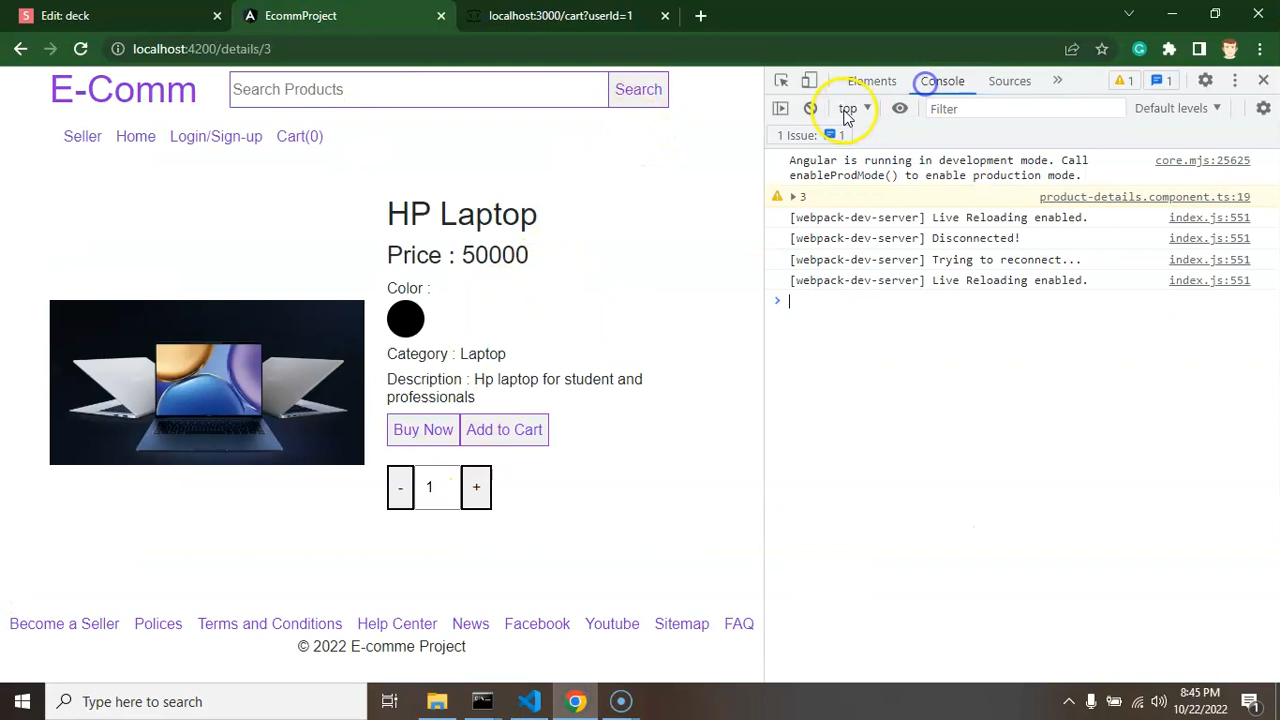 Edit: deck
EcommProject
localhost:3000/cart?userId=1
localhost:4200/details/3
E-Comm
Search Products
Search
Seller
Home
Login/Sign-up
Cart(0)
HP Laptop
Price : 50000
Color :
Category : Laptop
Description : Hp laptop for student and
professionals
Buy Now
Add to Cart
-
1
+
Become a Seller
Polices
Terms and Conditions
Help Center
News
Facebook
Youtube
Sitemap
FAQ
© 2022 E-comme Project
Elements
Console
Sources
1
1
top
Filter
Default levels
1 Issue:
1
Angular is running in development mode. Call
core.mjs:25625
enableProdMode() to enable production mode.
3
product-details.component.ts:19
[webpack-dev-server] Live Reloading enabled.
index.js:551
[webpack-dev-server] Disconnected!
index.js:551
[webpack-dev-server] Trying to reconnect...
index.js:551
[webpack-dev-server] Live Reloading enabled.
index.js:551
Type here to search
8:45 PM
10/22/2022
1